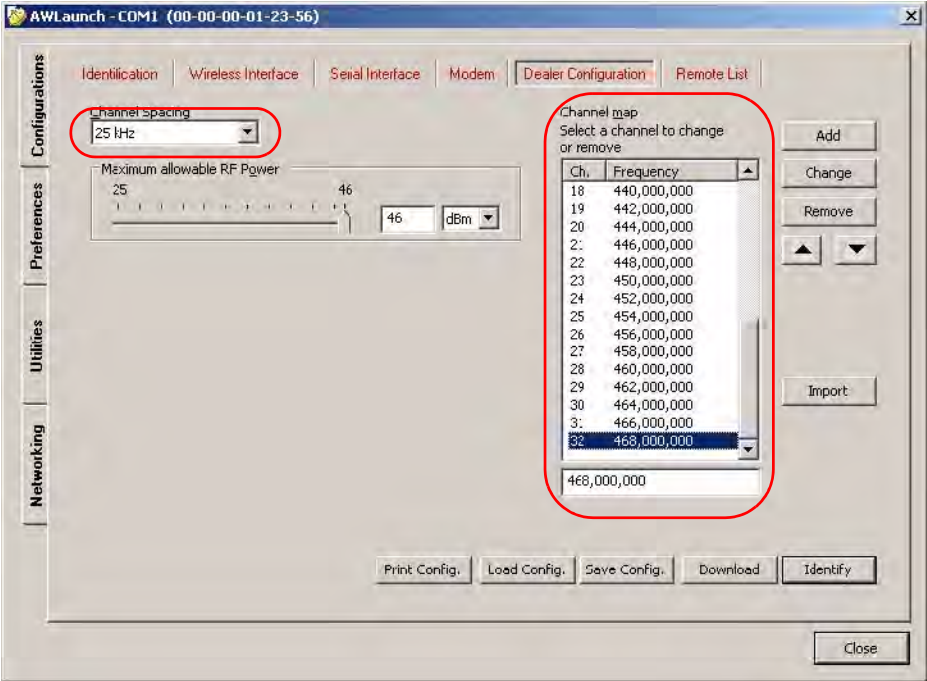 AWLaunch - COM1 (00-00-00-01-23-56)
Configurations
Preferences
Utilities
Networking
Identification Wireless Interface Serial Interface Modem Dealer Configuration Remote List
Channel Spacing
25 kHz
Maximum allowable RF Power
25 46
46 dBm
Channel map
Select a channel to change
or remove
Ch. Frequency
18 440,000,000
19 442,000,000
20 444,000,000
21 446,000,000
22 448,000,000
23 450,000,000
24 452,000,000
25 454,000,000
26 456,000,000
27 458,000,000
28 460,000,000
29 462,000,000
30 464,000,000
31 466,000,000
32 468,000,000
468,000,000
Add
Change
Remove
Import
Print Config. Load Config. Save Config. Download Identify
Close